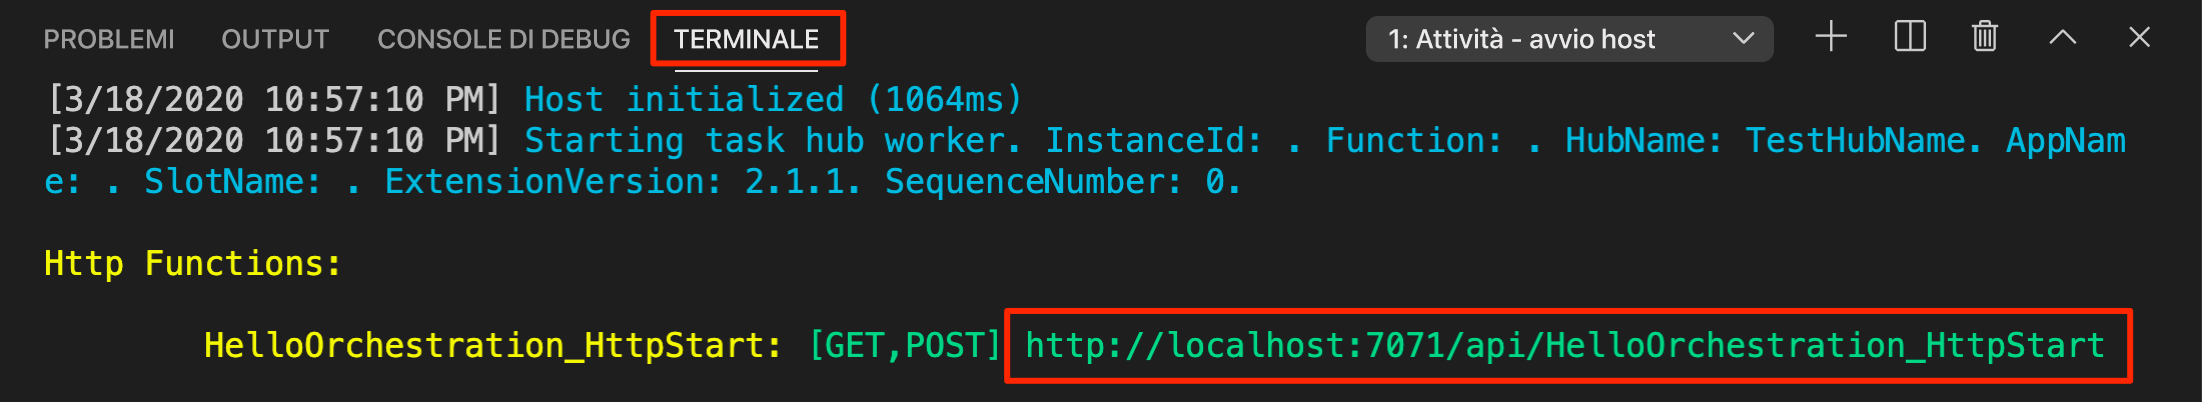 PROBLEMI OUTPUT CONSOLE DI DEBUG TERMINALE 1: Attività - avvio host
[3/18/2020 10:57:10 PM] Host initialized (1064ms)
[3/18/2020 10:57:10 PM] Starting task hub worker. InstanceId: . Function: . HubName: TestHubName. AppNam
e: . SlotName: . ExtensionVersion: 2.1.1. SequenceNumber: 0.
Http Functions:
HelloOrchestration_HttpStart: [GET,POST] http://localhost:7071/api/HelloOrchestration_HttpStart